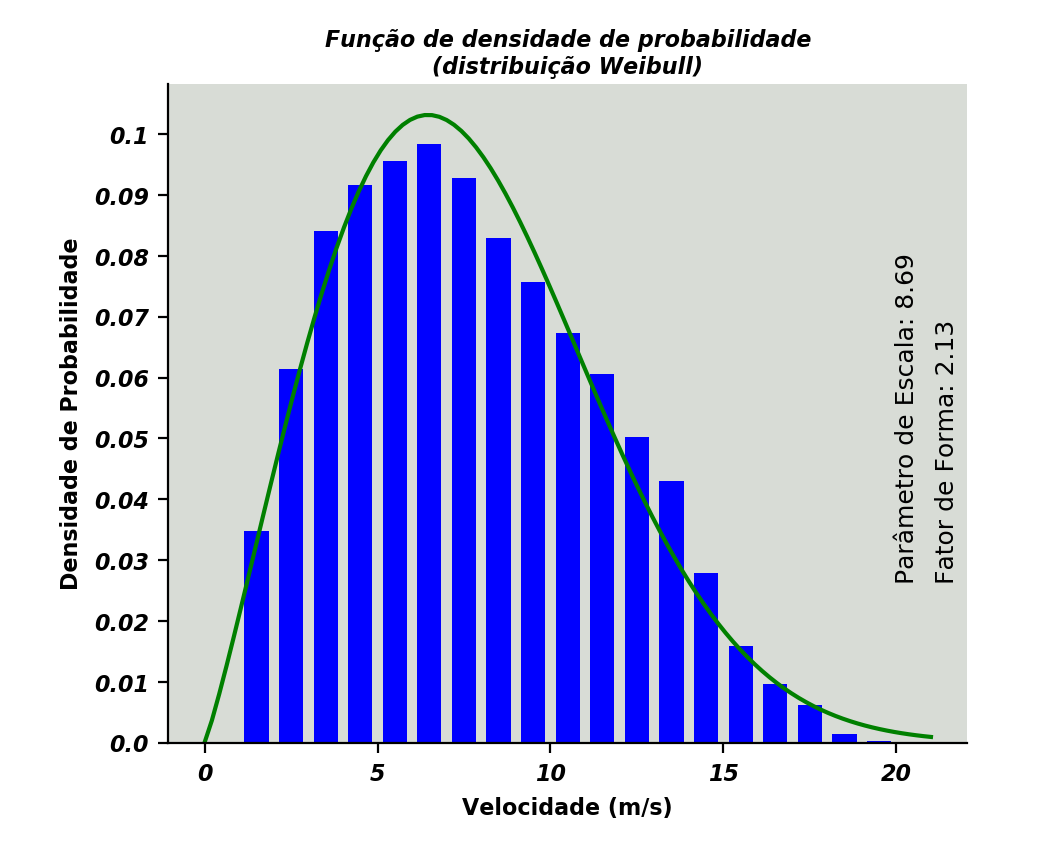 Função de densidade de probabilidade
(distribuição Weibull)
0.1
0.09
0.08
0.07
0.06
0.05
0.04
0.03
0.02
0.01
0.0
Densidade de Probabilidade
0 5 10 15 20
Velocidade (m/s)
Parâmetro de Escala: 8.69
Fator de Forma: 2.13